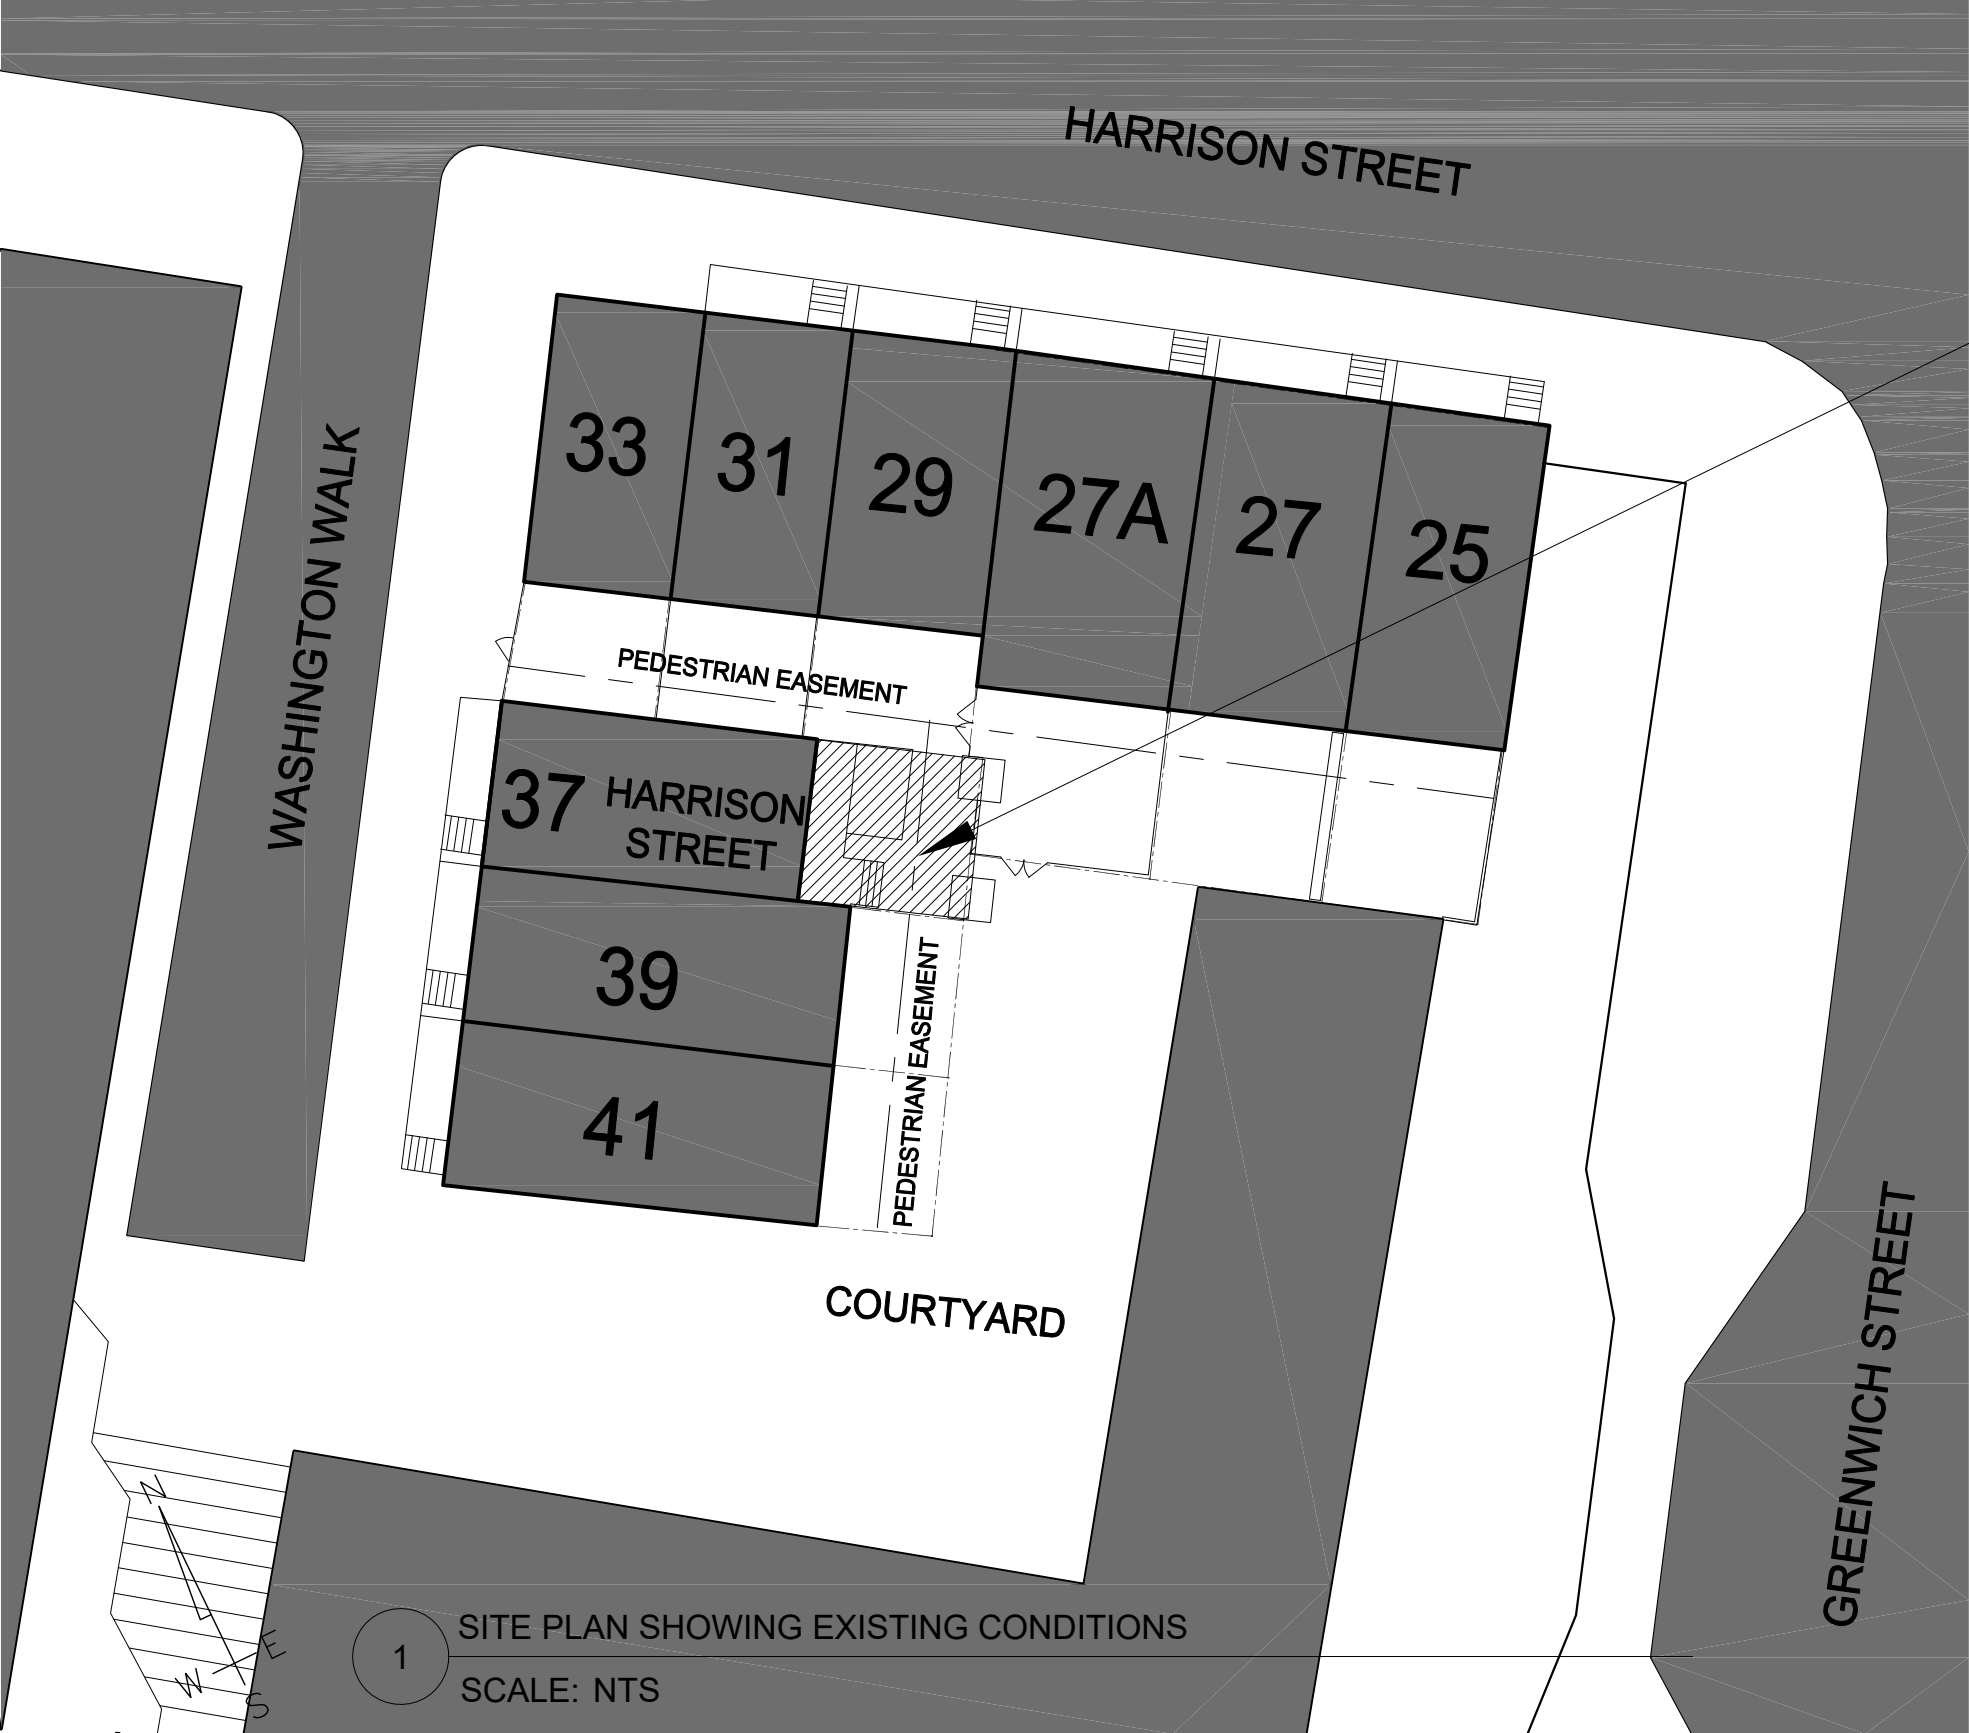 HARRISON STREET
WASHINGTON WALK
33
31
29
27A
27
25
PEDESTRIAN EASEMENT
37 HARRISON
STREET
39
41
PEDESTRIAN EASEMENT
COURTYARD
GREENWICH STREET
N
E
W
S
1
SITE PLAN SHOWING EXISTING CONDITIONS
SCALE: NTS